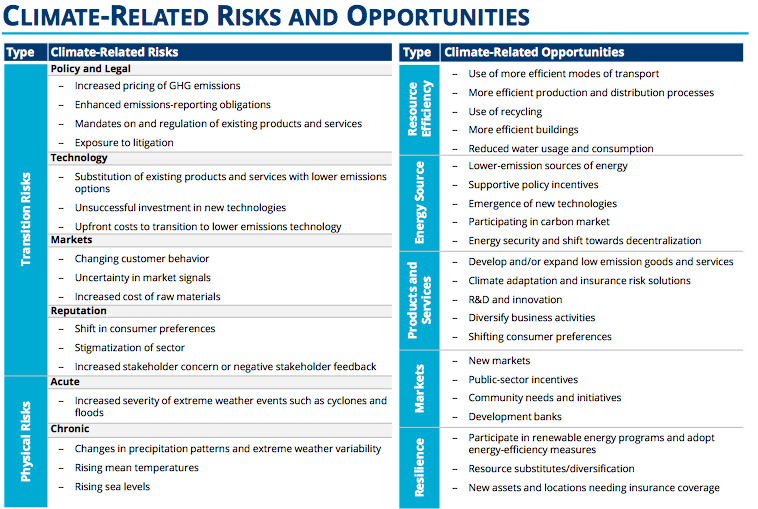 CLIMATE-RELATED RISKS AND OPPORTUNITIES
Type Climate-Related Risks
Transition Risks
Policy and Legal
– Increased pricing of GHG emissions
– Enhanced emissions-reporting obligations
– Mandates on and regulation of existing products and services
– Exposure to litigation
Technology
– Substitution of existing products and services with lower emissions
options
– Unsuccessful investment in new technologies
– Upfront costs to transition to lower emissions technology
Markets
– Changing customer behavior
– Uncertainty in market signals
– Increased cost of raw materials
Reputation
– Shift in consumer preferences
– Stigmatization of sector
– Increased stakeholder concern or negative stakeholder feedback
Physical Risks
Acute
– Increased severity of extreme weather events such as cyclones and
floods
Chronic
– Changes in precipitation patterns and extreme weather variability
– Rising mean temperatures
– Rising sea levels
Type Climate-Related Opportunities
Resource
Efficiency
– Use of more efficient modes of transport
– More efficient production and distribution processes
– Use of recycling
– More efficient buildings
– Reduced water usage and consumption
Energy Source
– Lower-emission sources of energy
– Supportive policy incentives
– Emergence of new technologies
– Participating in carbon market
– Energy security and shift towards decentralization
Products and
Services
– Develop and/or expand low emission goods and services
– Climate adaptation and insurance risk solutions
– R&D and innovation
– Diversify business activities
– Shifting consumer preferences
Markets
– New markets
– Public-sector incentives
– Community needs and initiatives
– Development banks
Resilience
– Participate in renewable energy programs and adopt
energy-efficiency measures
– Resource substitutes/diversification
– New assets and locations needing insurance coverage